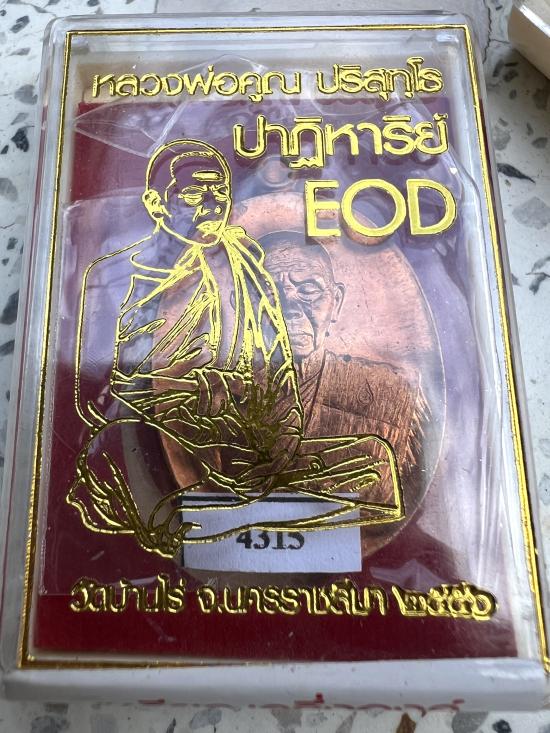 หลวงพ่อคูณ ปริสุทฺโธ
ปาฏิหาริย์
EOD
4315
วัดบ้านไร่ จ.นครราชสีมา ๒๕๕๖